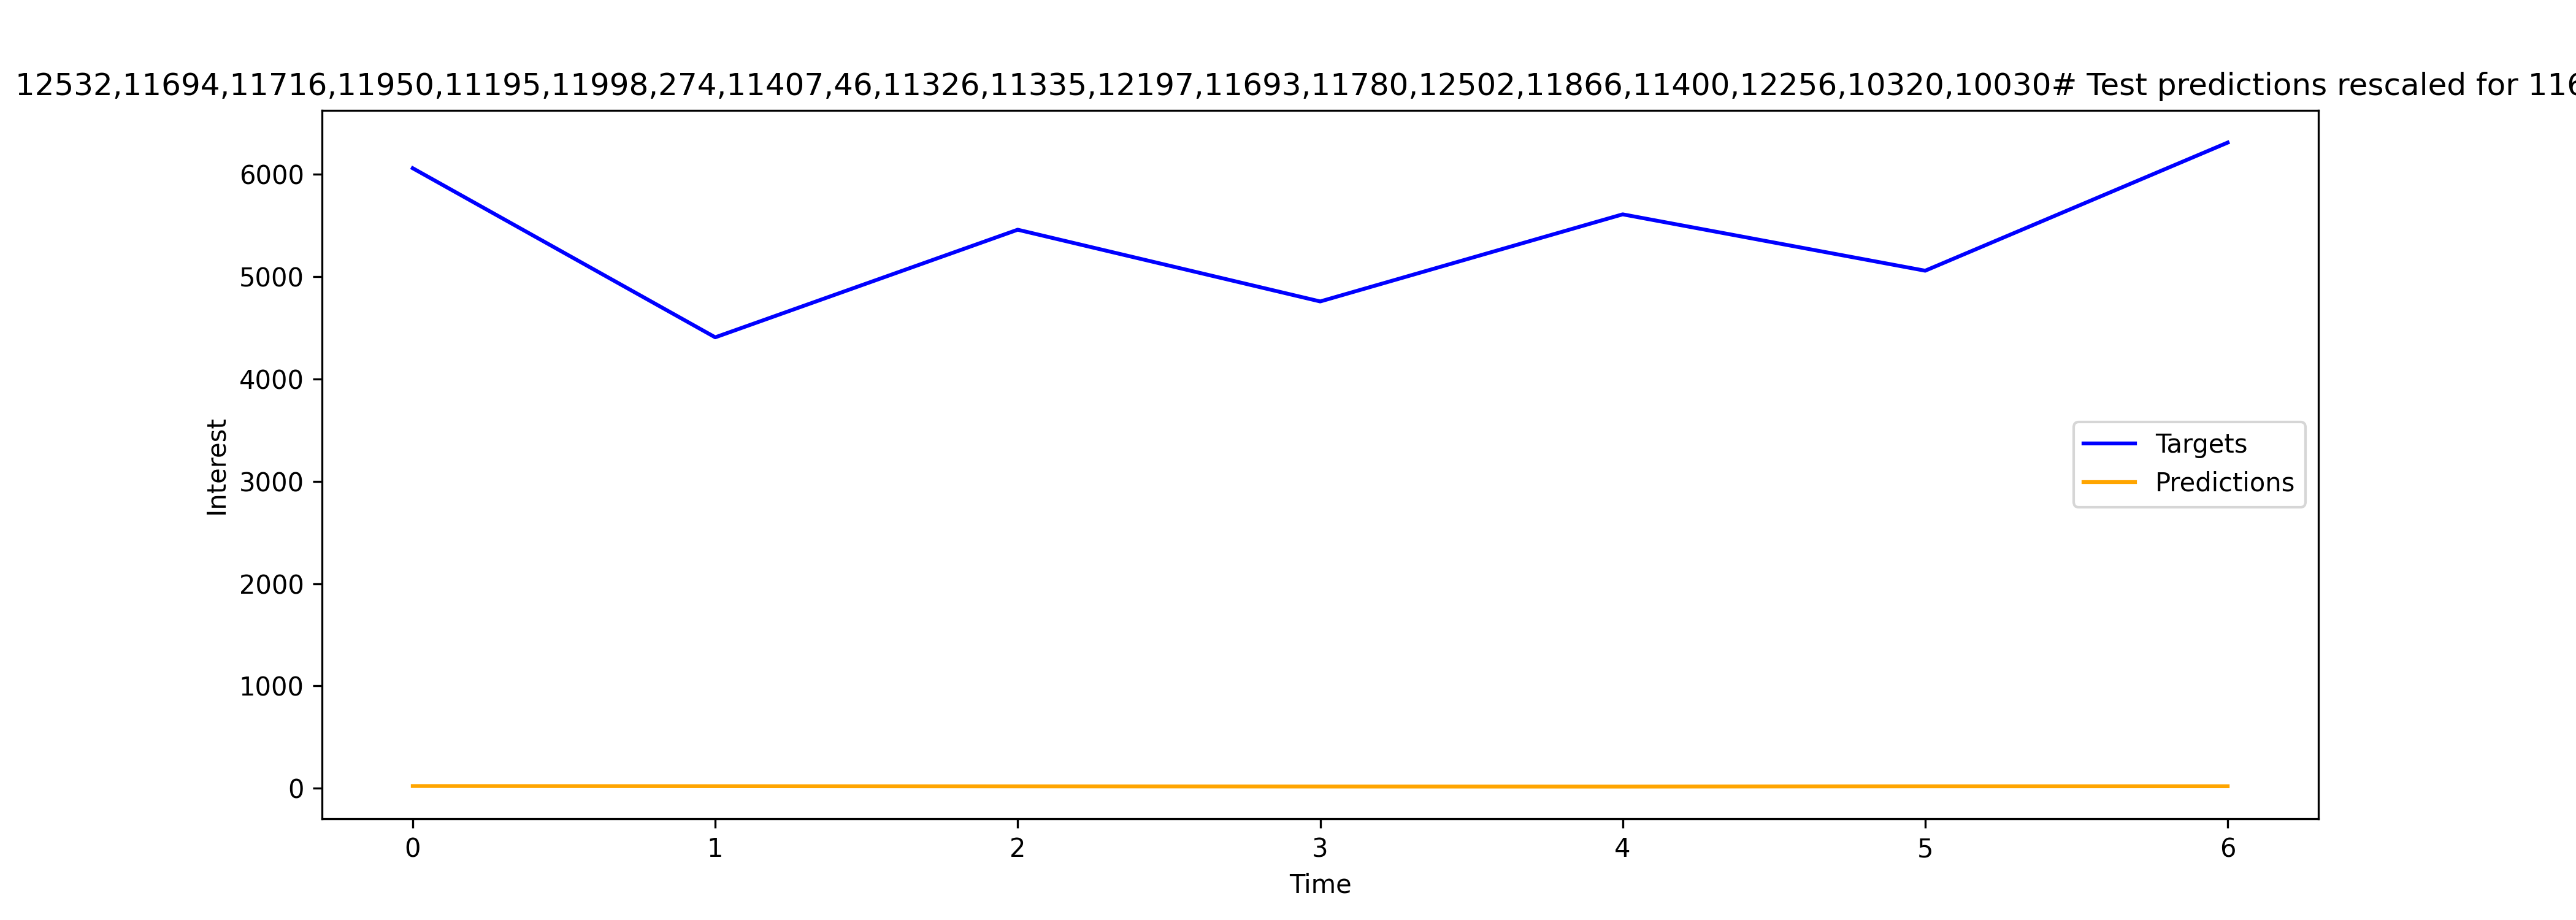 12532,11694,11716,11950,11195,11998,274,11407,46,11326,11335,12197,11693,11780,12502,11866,11400,12256,10320,10030# Test predictions rescaled for 116
6000
5000
4000
3000
2000
1000
0
Interest
Targets
Predictions
0 1 2 3 4 5 6
Time